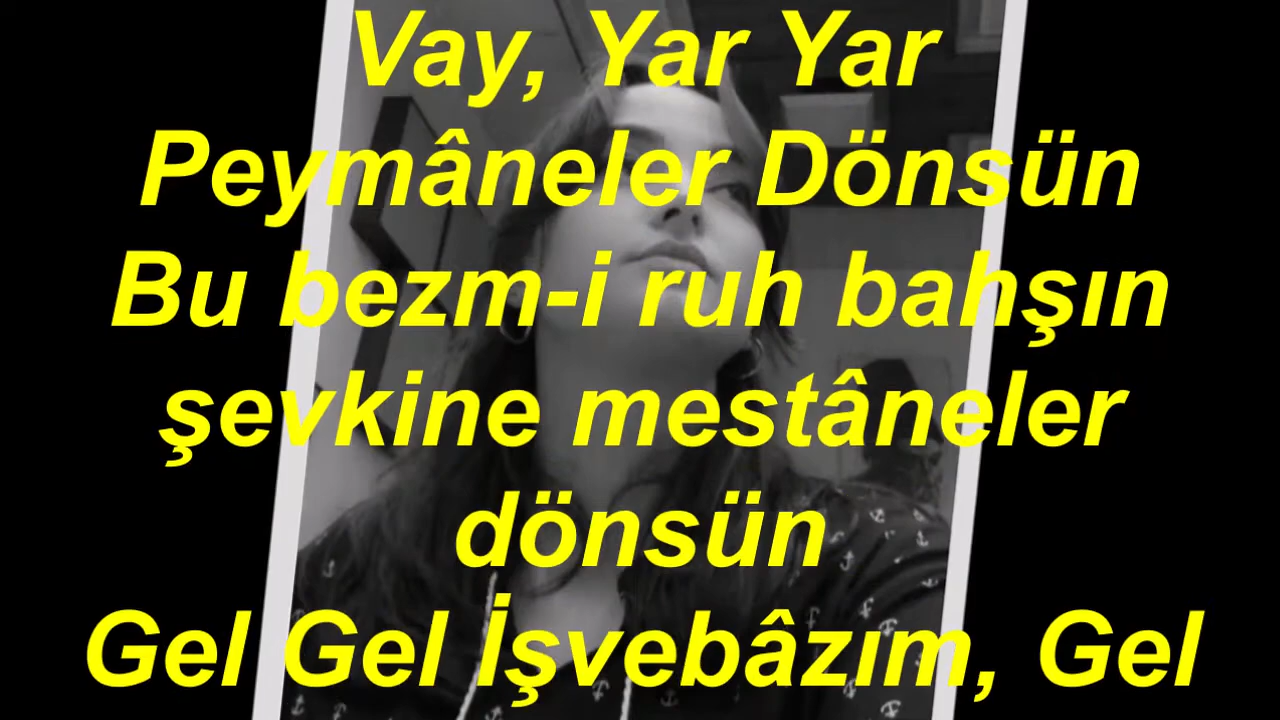 Vay, Yar Yar
Peymâneler Dönsün
Bu bezm-i ruh bahşın
şevkine mestâneler
dönsün
Gel Gel İşvebâzım, Gel